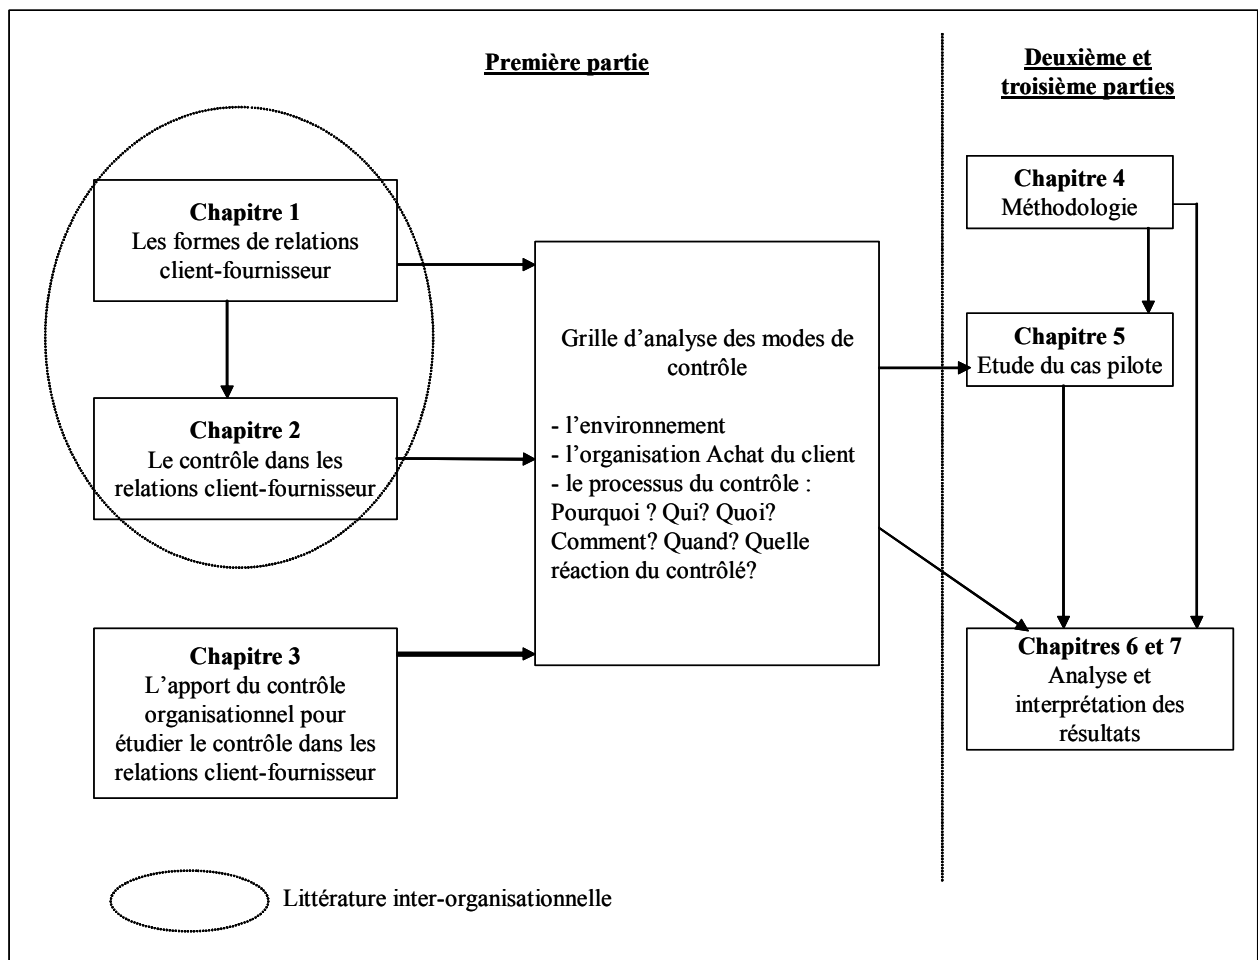 Première partie
Deuxième et
troisième parties
Chapitre 1
Les formes de relations
client-fournisseur
Chapitre 2
Le contrôle dans les
relations client-fournisseur
Chapitre 3
L’apport du contrôle
organisationnel pour
étudier le contrôle dans les
relations client-fournisseur
Grille d’analyse des modes de
contrôle
- l’environnement
- l’organisation Achat du client
- le processus du contrôle :
Pourquoi ? Qui? Quoi?
Comment? Quand? Quelle
réaction du contrôlé?
Chapitre 4
Méthodologie
Chapitre 5
Etude du cas pilote
Chapitres 6 et 7
Analyse et
interprétation des
résultats
Littérature inter-organisationnelle